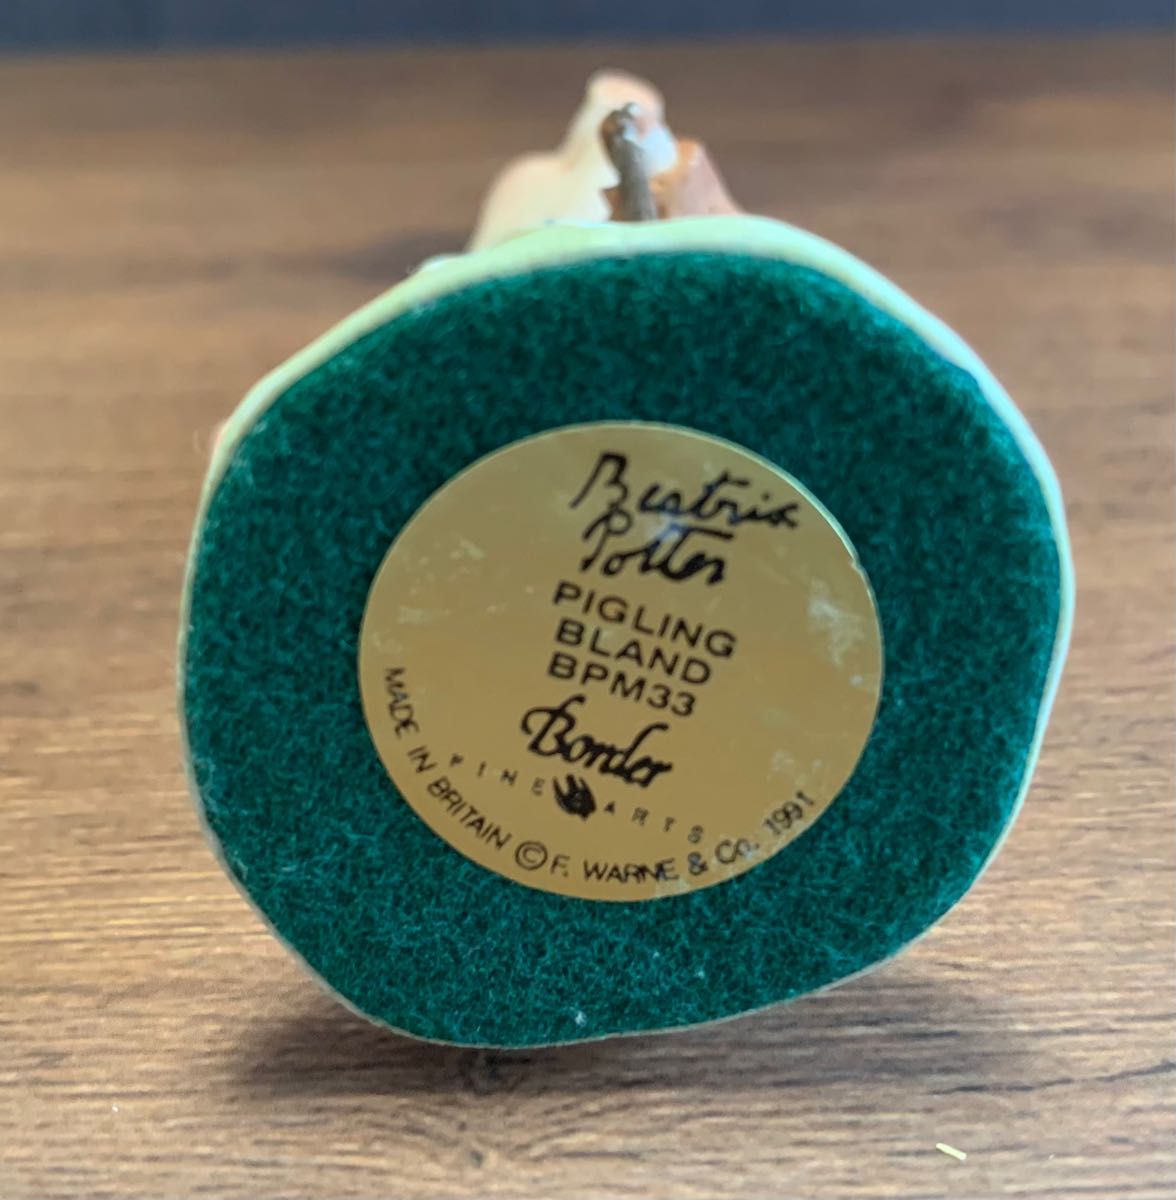 Beatrix
Potter
PIGLING
BLAND
BPM33
Border
FINE ARTS
MADE IN BRITAIN © F. WARNE & Co. 1991